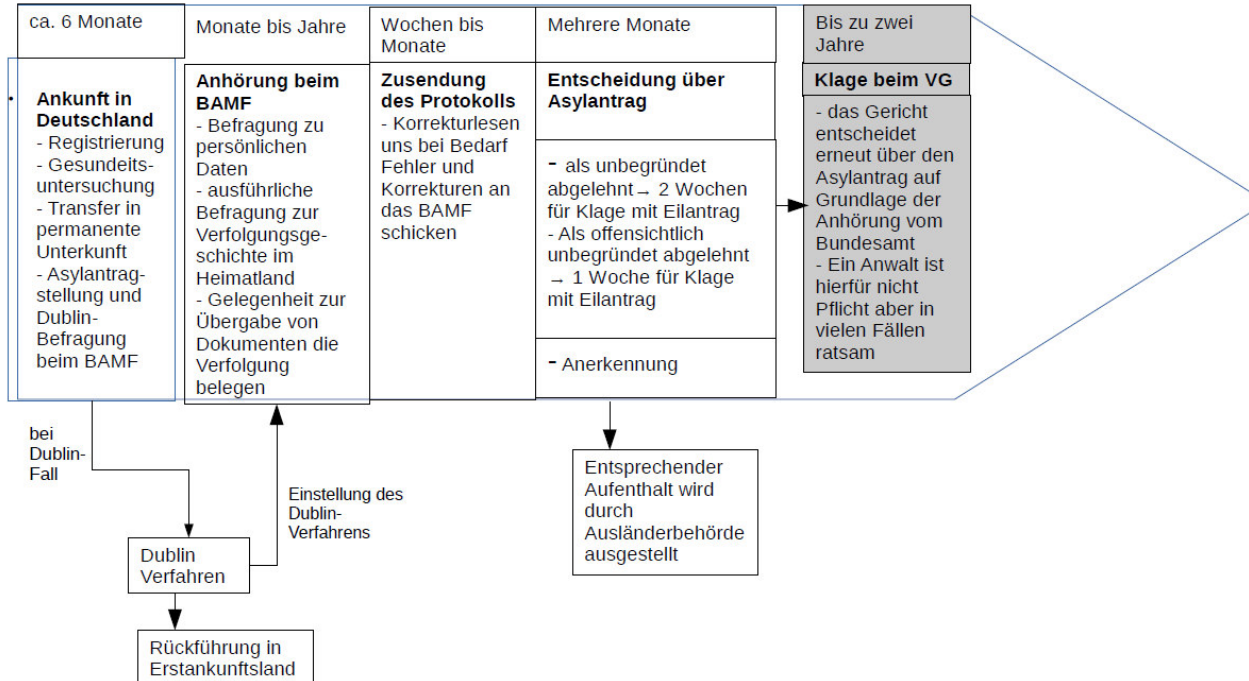 ca. 6 Monate
Monate bis Jahre
Wochen bis
Monate
Mehrere Monate
Bis zu zwei
Jahre
Ankunft in
Deutschland
- Registrierung
- Gesundeits-
untersuchung
- Transfer in
permanente
Unterkunft
- Asylantrag-
stellung und
Dublin-
Befragung
beim BAMF
Anhörung beim
BAMF
- Befragung zu
persönlichen
Daten
- ausführliche
Befragung zur
Verfolgungsge-
schichte im
Heimatland
- Gelegenheit zur
Übergabe von
Dokumenten die
Verfolgung
belegen
Zusendung
des Protokolls
- Korrekturlesen
uns bei Bedarf
Fehler und
Korrekturen an
das BAMF
schicken
Entscheidung über
Asylantrag
- als unbegründet
abgelehnt→ 2 Wochen
für Klage mit Eilantrag
- Als offensichtlich
unbegründet abgelehnt
→ 1 Woche für Klage
mit Eilantrag
- Anerkennung
Klage beim VG
- das Gericht
entscheidet
erneut über den
Asylantrag auf
Grundlage der
Anhörung vom
Bundesamt
- Ein Anwalt ist
hierfür nicht
Pflicht aber in
vielen Fällen
ratsam
bei
Dublin-
Fall
Einstellung des
Dublin-
Verfahrens
Dublin
Verfahren
Rückführung in
Erstankunftsland
Entsprechender
Aufenthalt wird
durch
Ausländerbehörde
ausgestellt